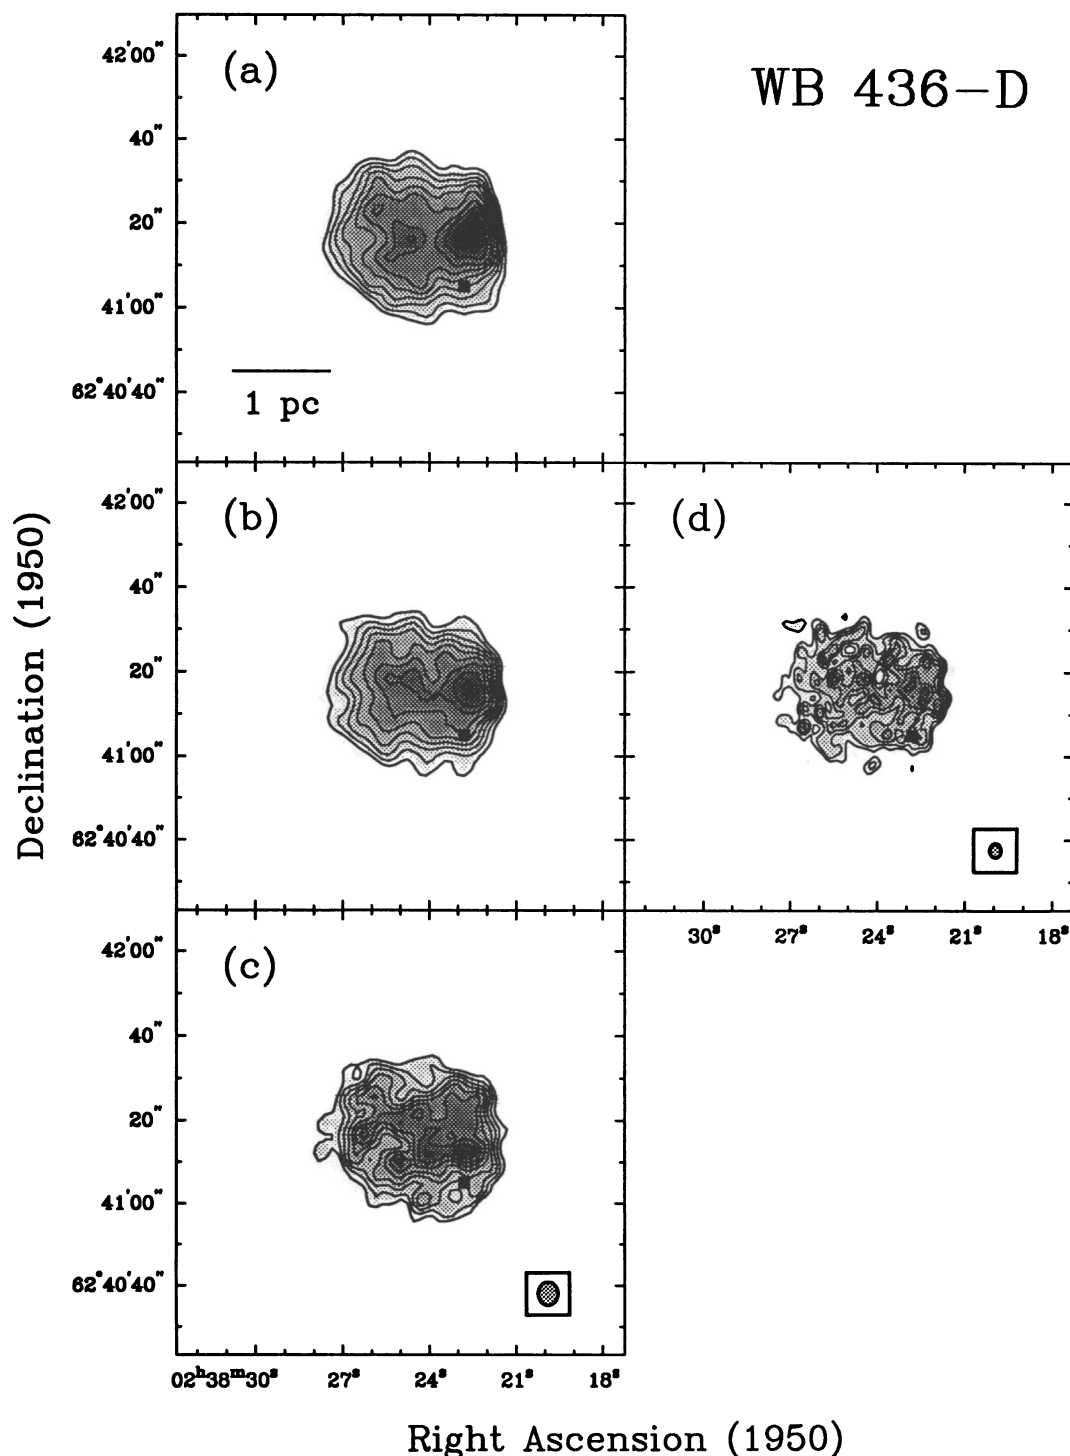 WB 436-D
(a)
42'00"
40"
20"
41'00"
62°40'40"
1 pc
(b)
42'00"
40"
20"
41'00"
62°40'40"
(d)
30ˢ 27ˢ 24ˢ 21ˢ 18ˢ
(c)
42'00"
40"
20"
41'00"
62°40'40"
02ʰ38ᵐ30ˢ 27ˢ 24ˢ 21ˢ 18ˢ
Declination (1950)
Right Ascension (1950)